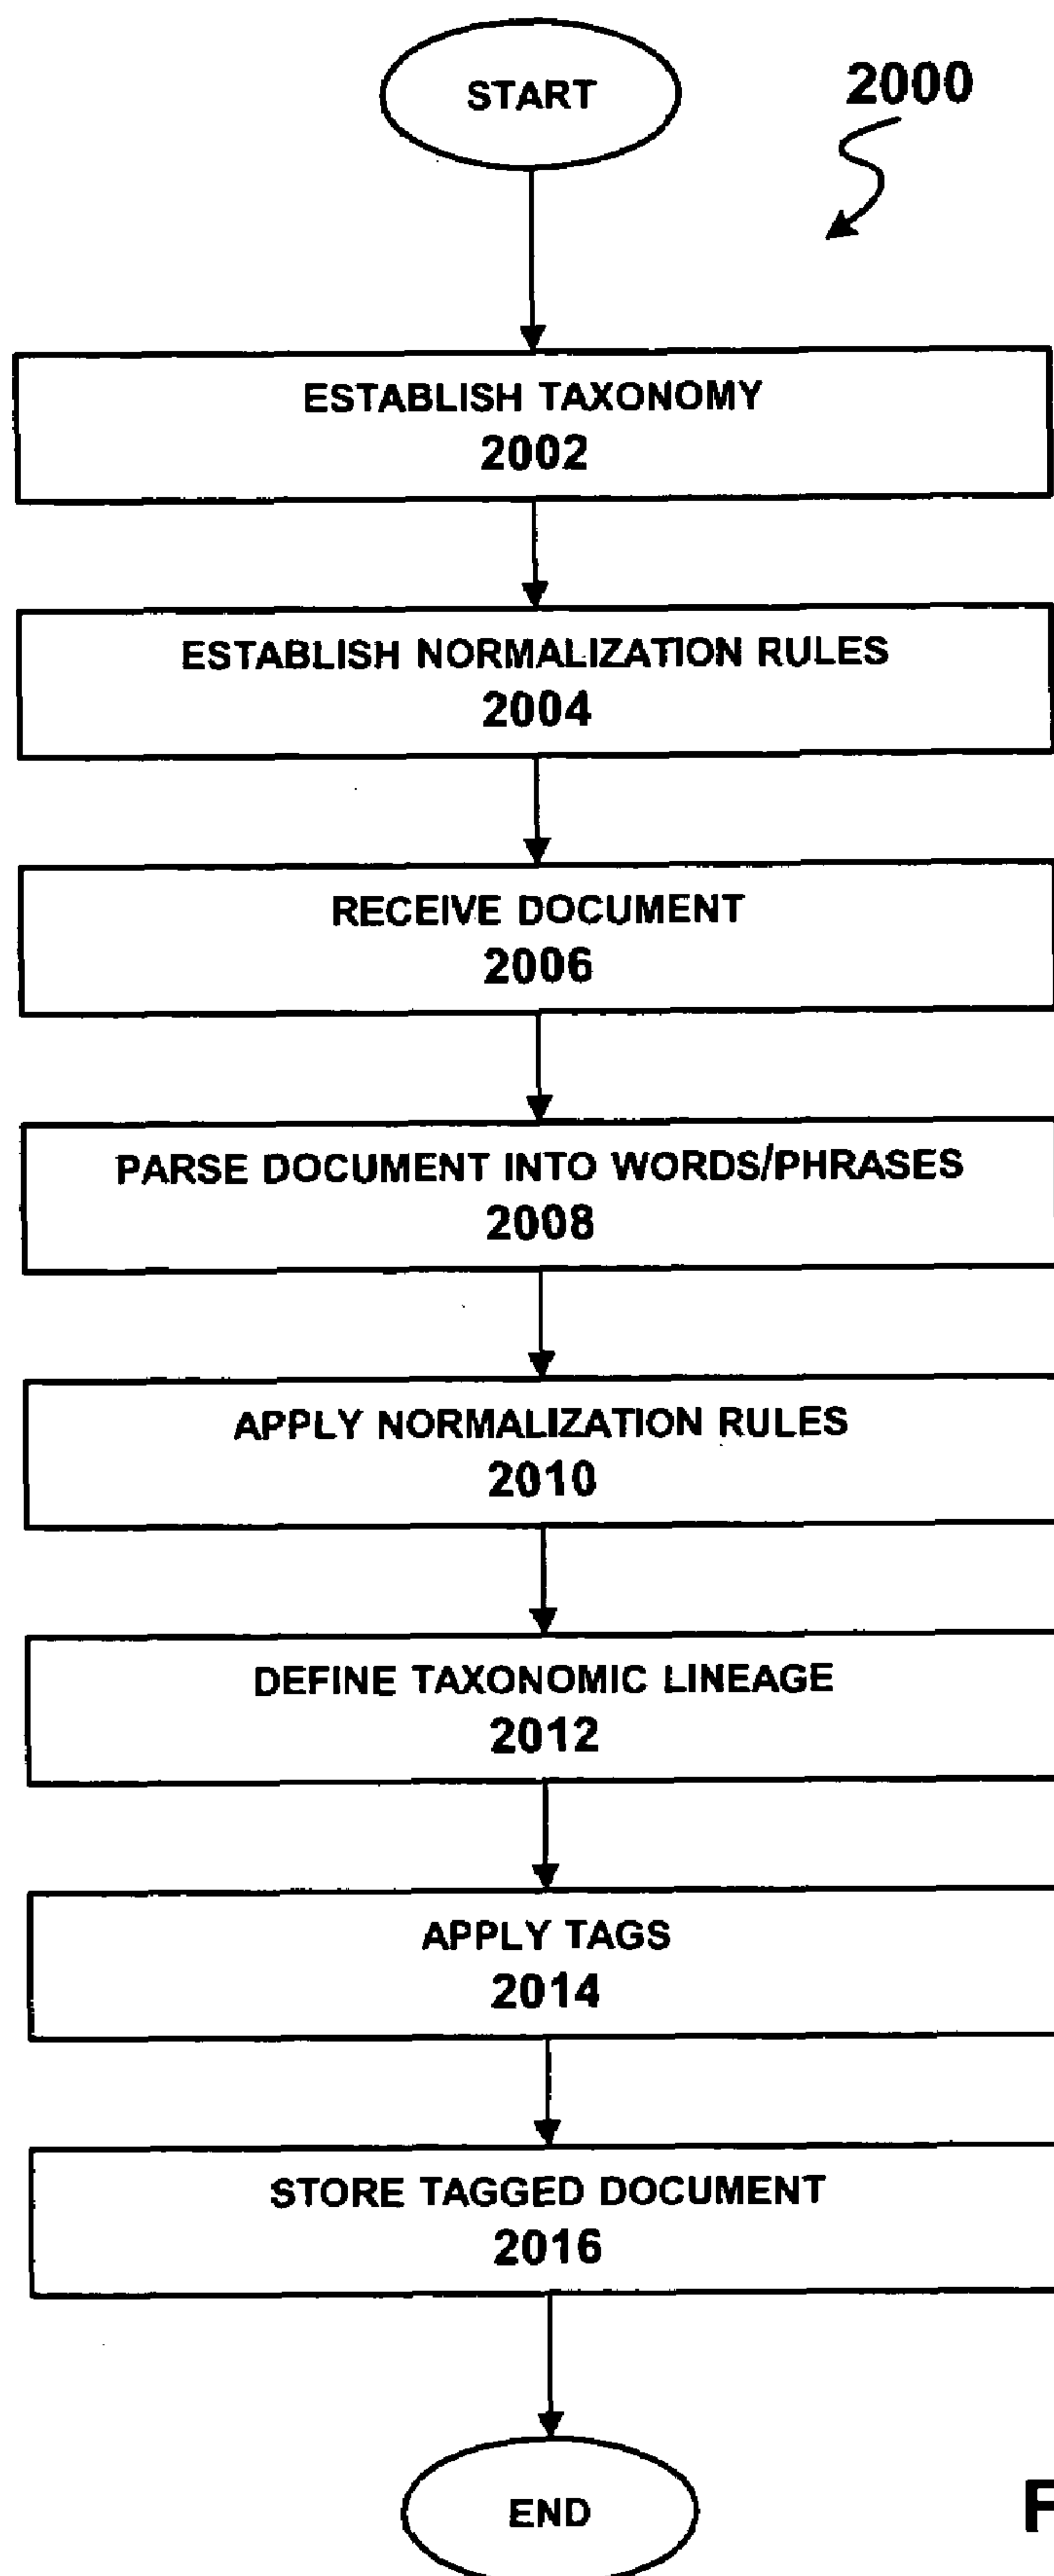 START
2000
ESTABLISH TAXONOMY
2002
ESTABLISH NORMALIZATION RULES
2004
RECEIVE DOCUMENT
2006
PARSE DOCUMENT INTO WORDS/PHRASES
2008
APPLY NORMALIZATION RULES
2010
DEFINE TAXONOMIC LINEAGE
2012
APPLY TAGS
2014
STORE TAGGED DOCUMENT
2016
END
F